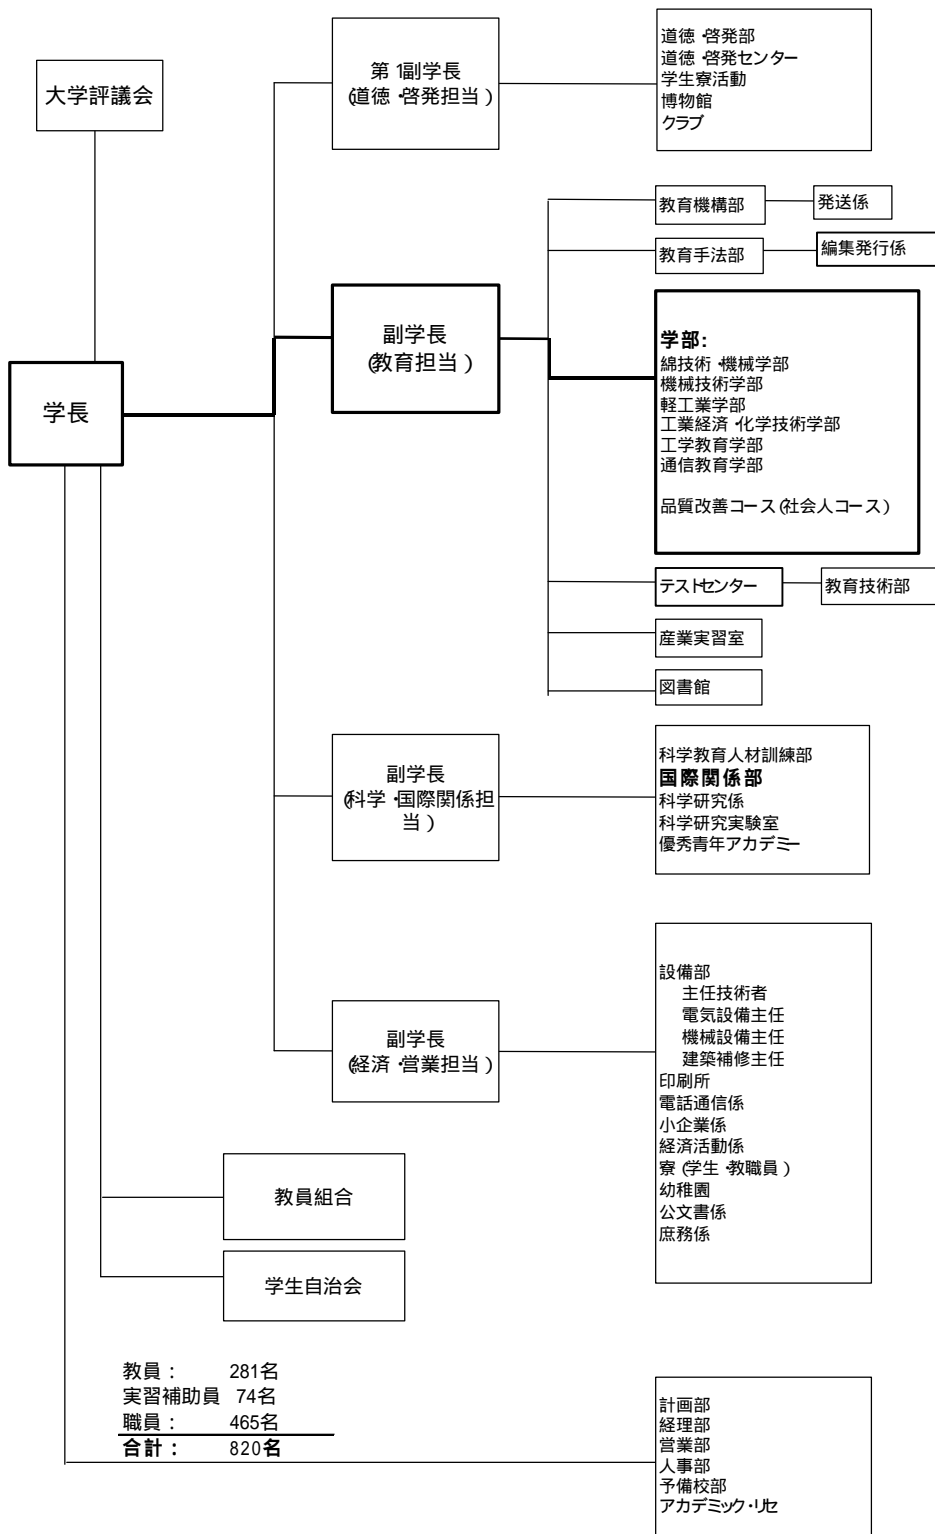 大学評議会
学長
第1副学長
(道徳・啓発担当)
道徳・啓発部
道徳・啓発センター
学生寮活動
博物館
クラブ
副学長
(教育担当)
教育機構部
発送係
教育手法部
編集発行係
学部:
綿技術・機械学部
機械技術学部
軽工業学部
工業経済・化学技術学部
工学教育学部
通信教育学部
品質改善コース(社会人コース)
テストセンター
教育技術部
産業実習室
図書館
副学長
(科学・国際関係担
当)
科学教育人材訓練部
国際関係部
科学研究係
科学研究実験室
優秀青年アカデミー
副学長
(経済・営業担当)
設備部
主任技術者
電気設備主任
機械設備主任
建築補修主任
印刷所
電話通信係
小企業係
経済活動係
寮(学生・教職員)
幼稚園
公文書係
庶務係
教員組合
学生自治会
教員: 281名
実習補助員 74名
職員: 465名
合計: 820名
計画部
経理部
営業部
人事部
予備校部
アカデミック・リセ